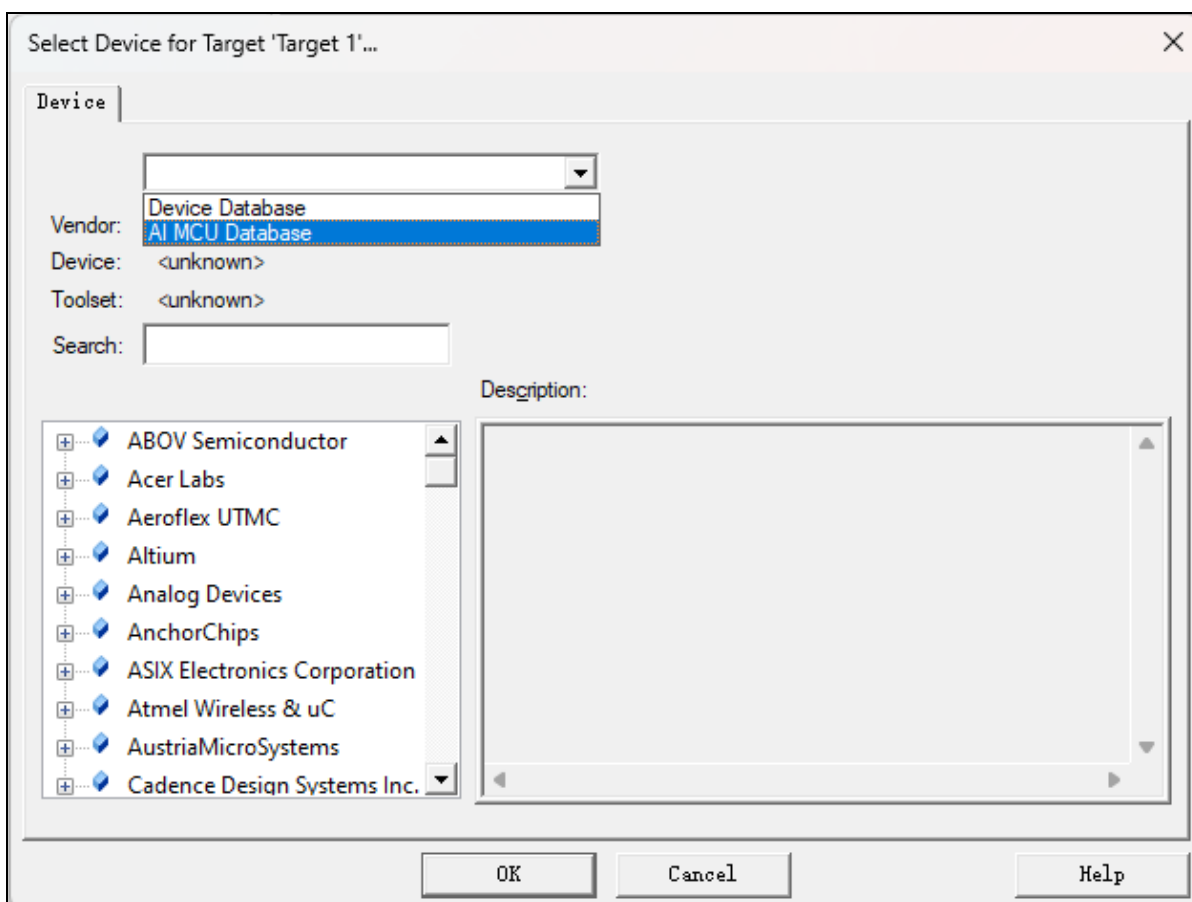 Select Device for Target 'Target 1'...
Device
Device Database
Vendor:
AI MCU Database
Device: <unknown>
Toolset: <unknown>
Search:
Description:
ABOV Semiconductor
Acer Labs
Aeroflex UTMC
Altium
Analog Devices
AnchorChips
ASIX Electronics Corporation
Atmel Wireless & uC
AustriaMicroSystems
Cadence Design Systems Inc.
OK Cancel Help